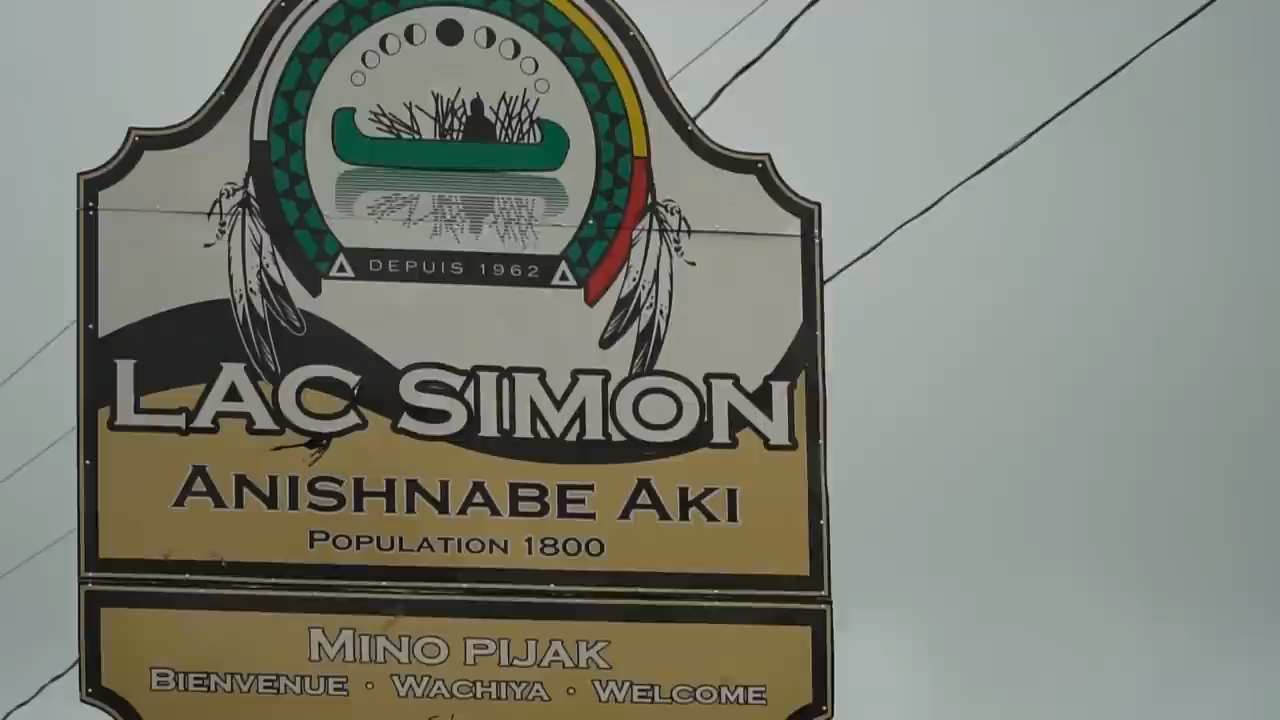 DEPUIS 1962
LAC SIMON
ANISHNABE AKI
POPULATION 1800
MINO PIJAK
BIENVENUE · WACHIYA · WELCOME